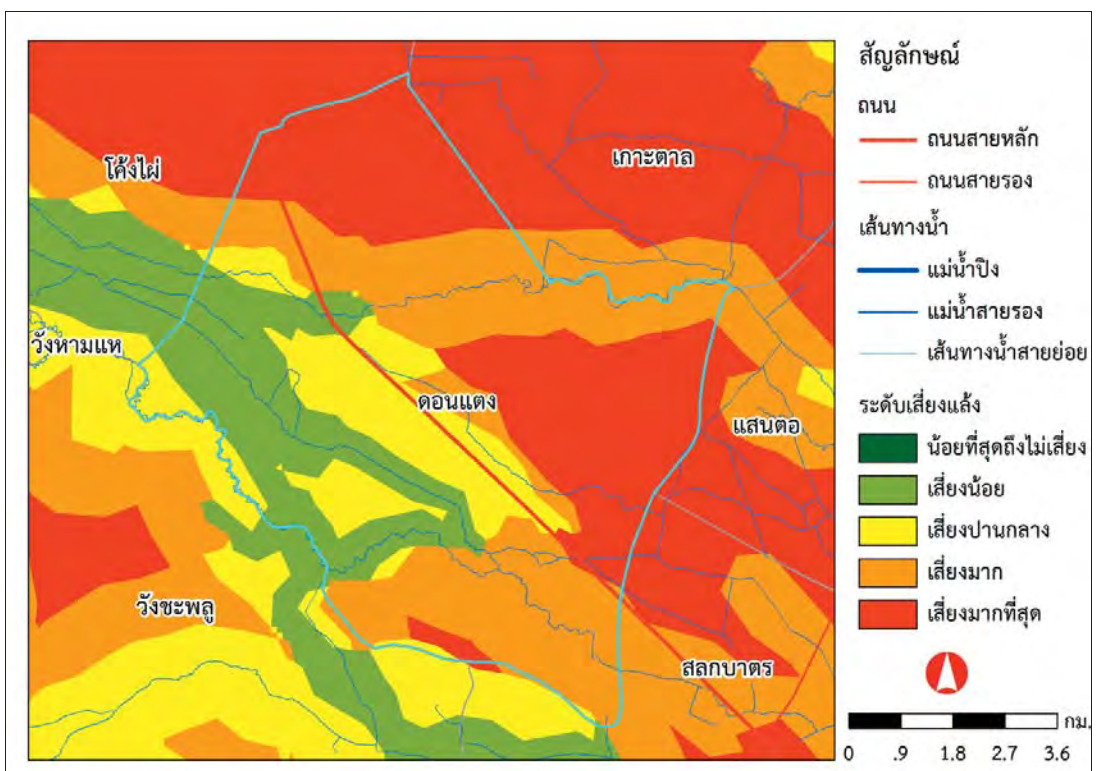 โค้งไผ่
เกาะตาล
วังหามแห
ดอนแตง
แสนตอ
วังชะพลู
สลกบาตร
สัญลักษณ์
ถนน
ถนนสายหลัก
ถนนสายรอง
เส้นทางน้ำ
แม่น้ำปิง
แม่น้ำสายรอง
เส้นทางน้ำสายย่อย
ระดับเสี่ยงแล้ง
น้อยที่สุดถึงไม่เสี่ยง
เสี่ยงน้อย
เสี่ยงปานกลาง
เสี่ยงมาก
เสี่ยงมากที่สุด
กม.
0 .9 1.8 2.7 3.6